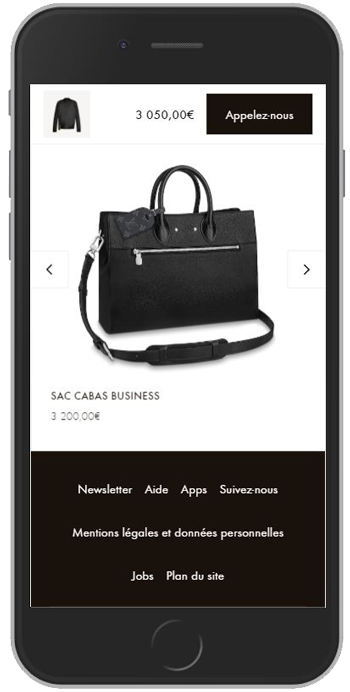 3 050,00€ Appelez-nous
SAC CABAS BUSINESS
3 200,00€
Newsletter Aide Apps Suivez-nous
Mentions légales et données personnelles
Jobs Plan du site